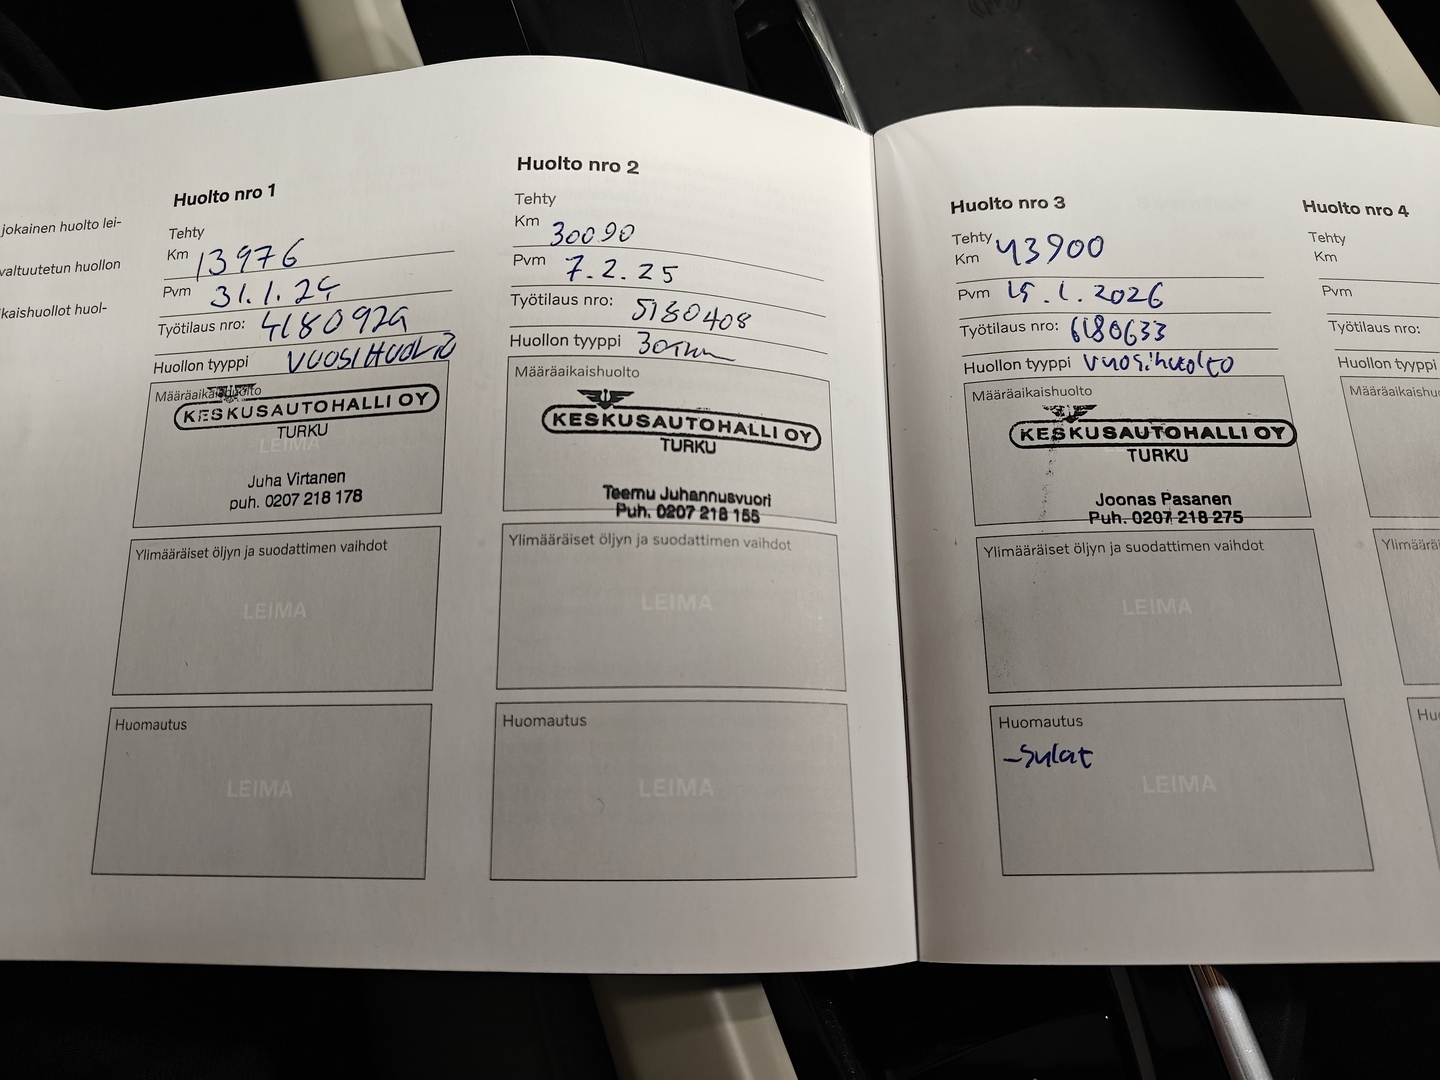 jokainen huolto lei-
valtuutetun huollon
kaishuollot huol-
Huolto nro 1
Tehty
Km 13976
Pvm 31.1.24
Työtilaus nro: 4180929
Huollon tyyppi VUOSIHUOLTO
Määräaikaishuolto
KESKUSAUTOHALLI OY
TURKU
LEIMA
Juha Virtanen
puh. 0207 218 178
Ylimääräiset öljyn ja suodattimen vaihdot
LEIMA
Huomautus
LEIMA
Huolto nro 2
Tehty
Km 30090
Pvm 7.2.25
Työtilaus nro: 5180408
Huollon tyyppi
Määräaikaishuolto
KESKUSAUTOHALLI OY
TURKU
Teemu Juhannusvuori
Puh. 0207 218 155
Ylimääräiset öljyn ja suodattimen vaihdot
LEIMA
Huomautus
LEIMA
Huolto nro 3
Tehty
Km 43900
Pvm 15.1.2026
Työtilaus nro: 6180633
Huollon tyyppi Vuosihuolto
Määräaikaishuolto
KESKUSAUTOHALLI OY
TURKU
Joonas Pasanen
Puh. 0207 218 275
Ylimääräiset öljyn ja suodattimen vaihdot
LEIMA
Huomautus
-Sulat
LEIMA
Huolto nro 4
Tehty
Km
Pvm
Työtilaus nro:
Huollon tyyppi
Määräaikaishu
Ylimäärä
Huo